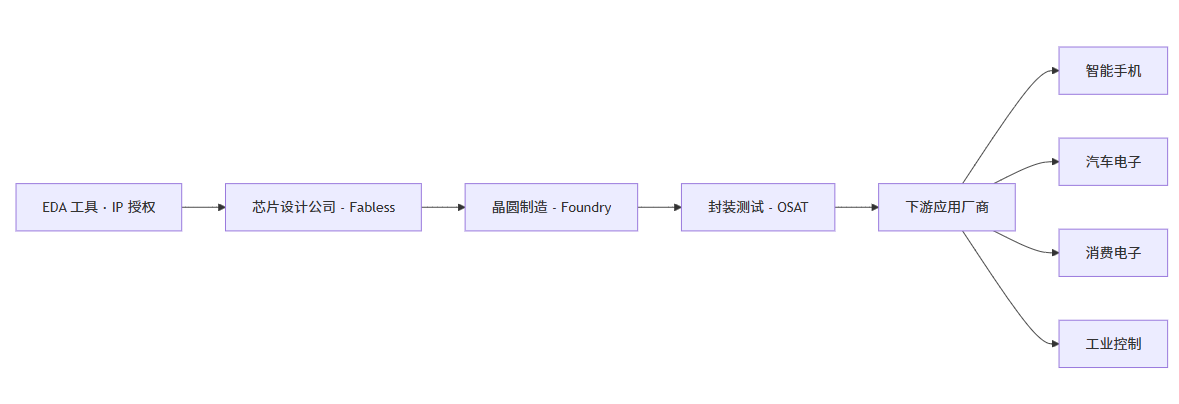 EDA 工具 · IP 授权
芯片设计公司 - Fabless
晶圆制造 - Foundry
封装测试 - OSAT
下游应用厂商
智能手机
汽车电子
消费电子
工业控制